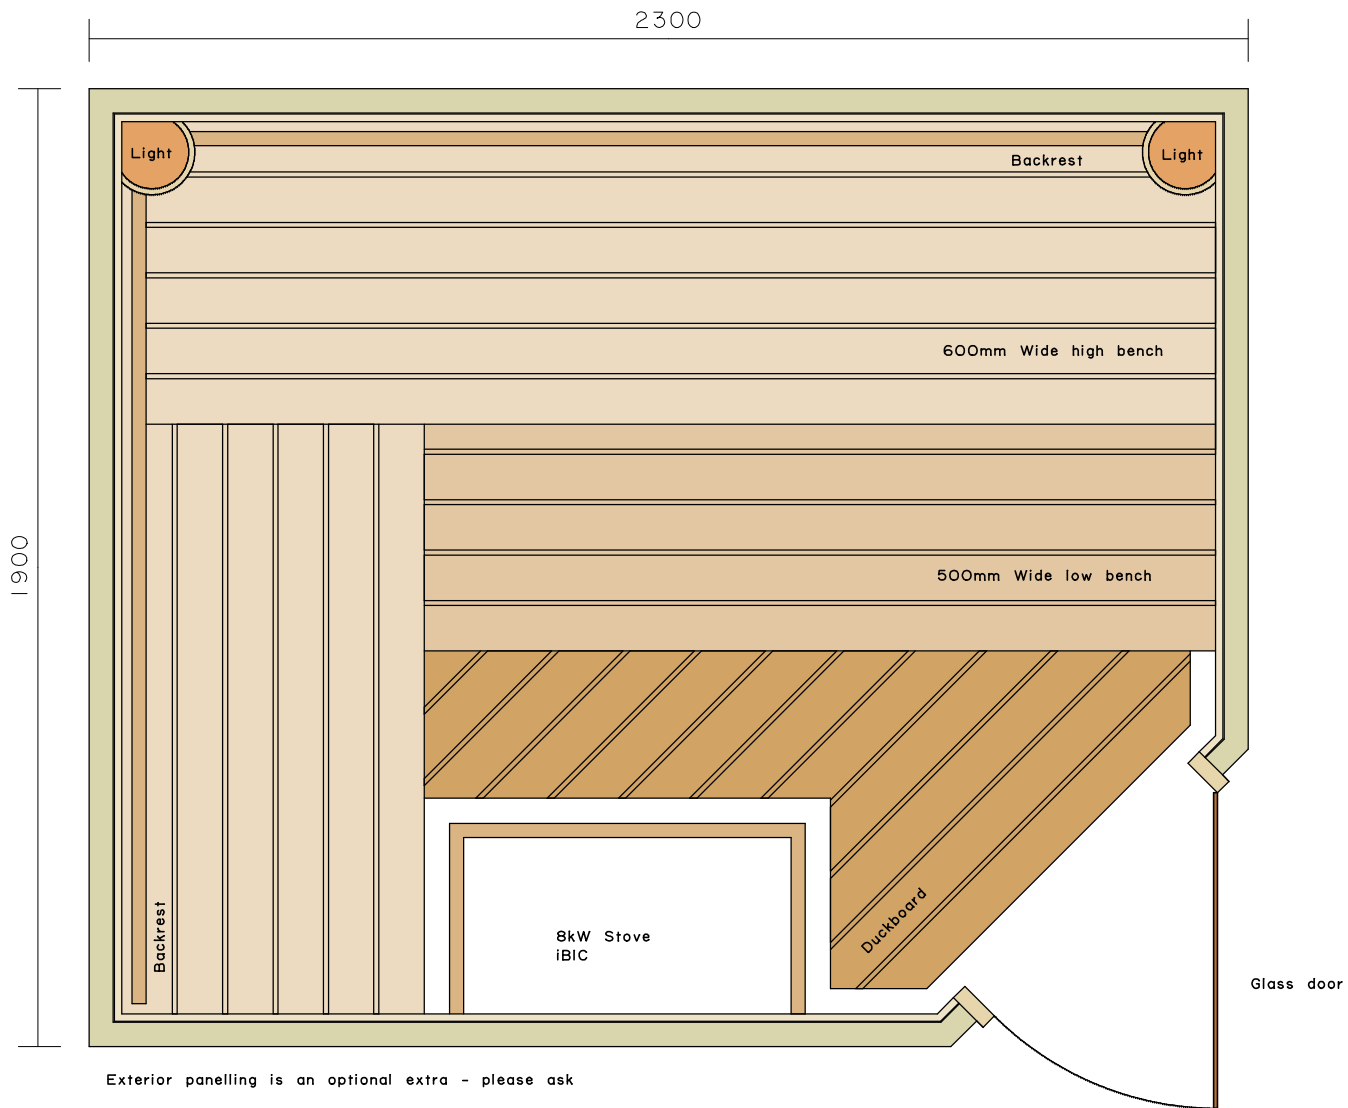 2300
Light
Backrest
Light
600mm Wide high bench
1900
500mm Wide low bench
Duckboard
Backrest
8kW Stove
iBIC
Glass door
Exterior panelling is an optional extra - please ask